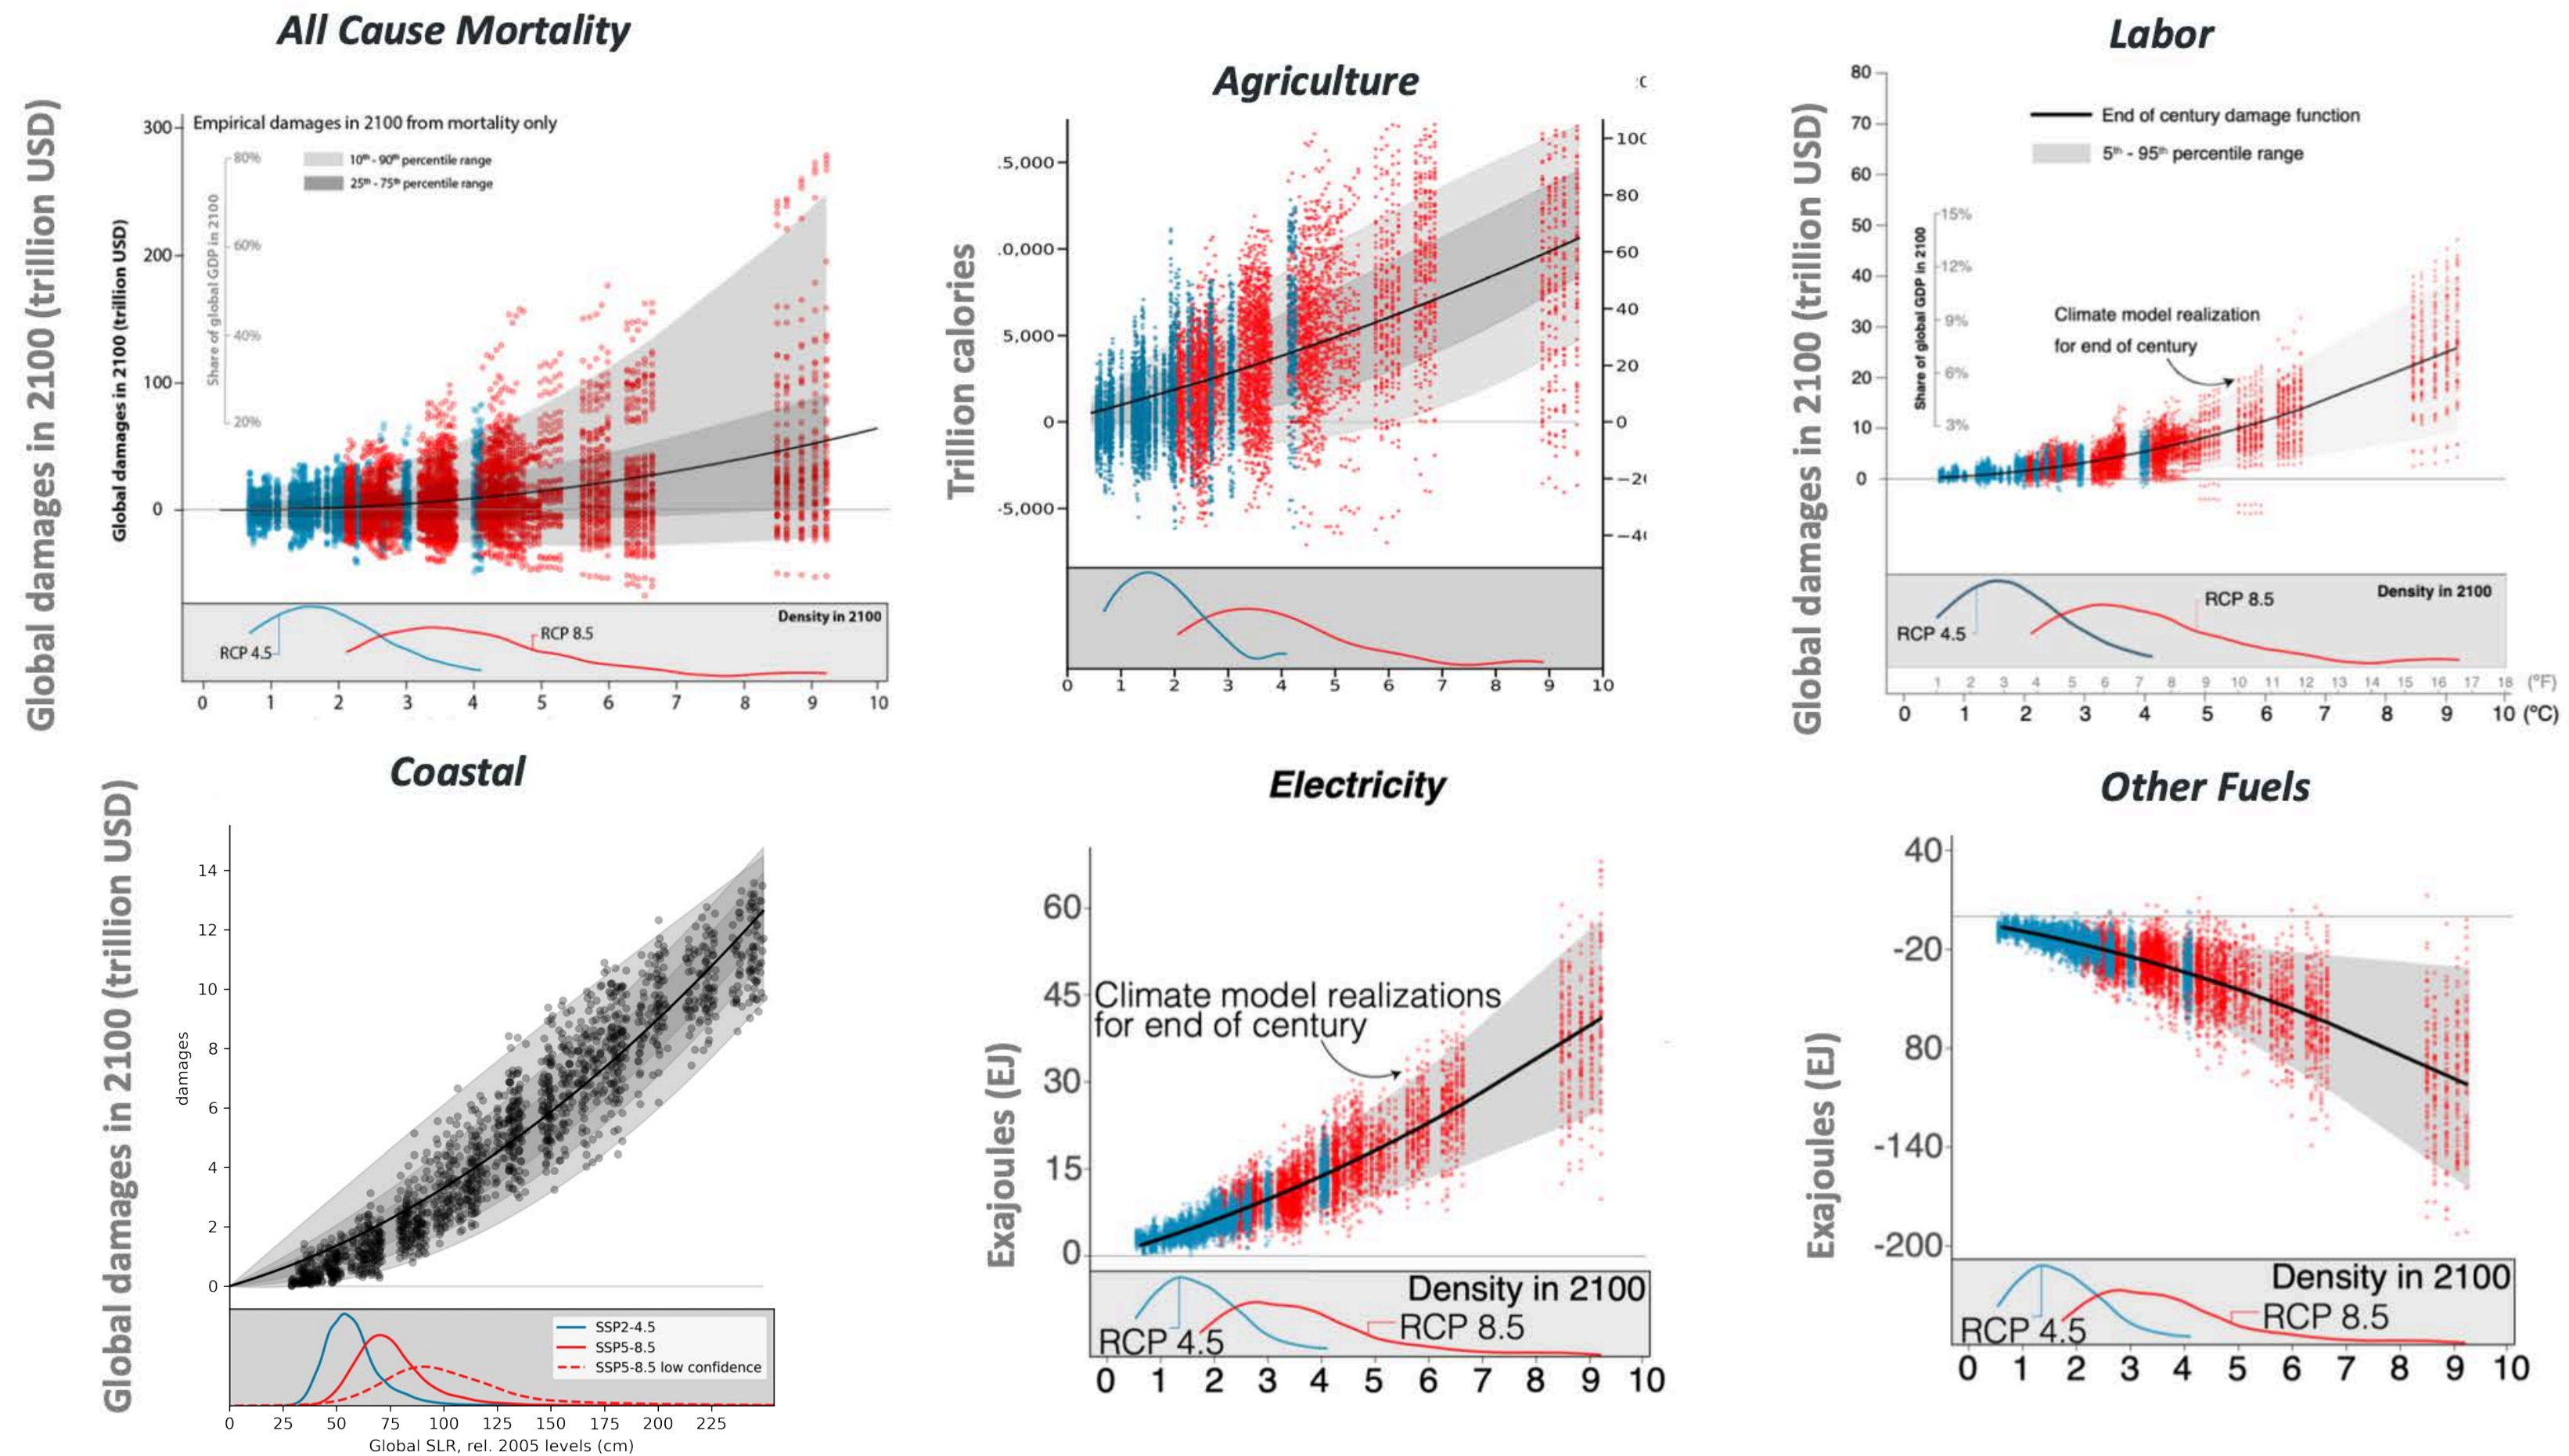 All Cause Mortality
Global damages in 2100 (trillion USD)
Global damages in 2100 (trillion USD)
Empirical damages in 2100 from mortality only
10th - 90th percentile range
25th - 75th percentile range
Share of global GDP in 2100
80%
60%
40%
20%
300
200
100
0
RCP 4.5
RCP 8.5
Density in 2100
0 1 2 3 4 5 6 7 8 9 10
Agriculture
Trillion calories
.5,000
.0,000
5,000
0
-5,000
80
60
40
20
0
0 1 2 3 4 5 6 7 8 9 10
Labor
Global damages in 2100 (trillion USD)
80
70
60
50
40
30
20
10
0
End of century damage function
5th - 95th percentile range
Share of global GDP in 2100
15%
12%
9%
6%
3%
Climate model realization
for end of century
RCP 4.5
RCP 8.5
Density in 2100
1 2 3 4 5 6 7 8 9 10 11 12 13 14 15 16 17 18 (°F)
0 1 2 3 4 5 6 7 8 9 10 (°C)
Coastal
Global damages in 2100 (trillion USD)
damages
14
12
10
8
6
4
2
0
SSP2-4.5
SSP5-8.5
SSP5-8.5 low confidence
0 25 50 75 100 125 150 175 200 225
Global SLR, rel. 2005 levels (cm)
Electricity
Exajoules (EJ)
60
45
30
15
0
Climate model realizations
for end of century
Density in 2100
RCP 4.5
RCP 8.5
0 1 2 3 4 5 6 7 8 9 10
Other Fuels
Exajoules (EJ)
40
-20
80
-140
-200
Density in 2100
RCP 4.5
RCP 8.5
0 1 2 3 4 5 6 7 8 9 10